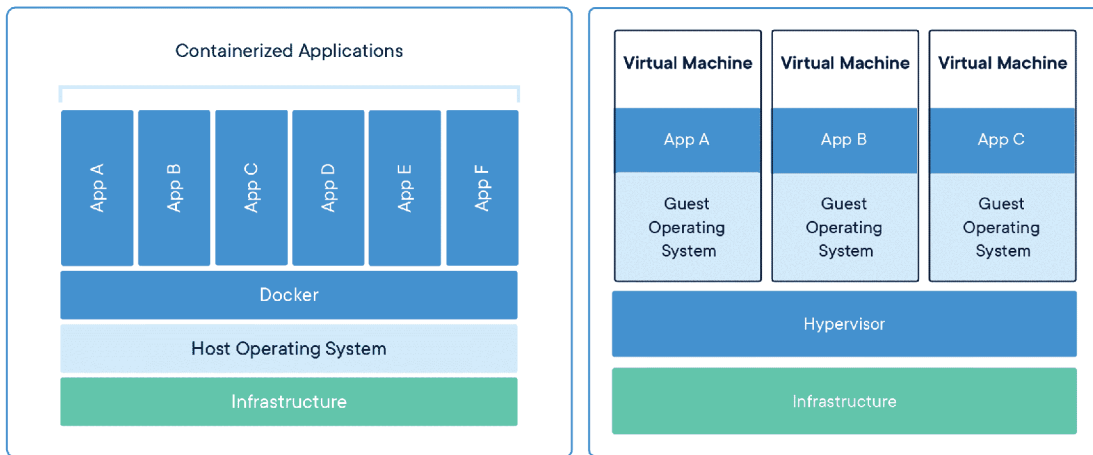 Containerized Applications
App A
App B
App C
App D
App E
App F
Docker
Host Operating System
Infrastructure
Virtual Machine
App A
Guest
Operating
System
Virtual Machine
App B
Guest
Operating
System
Virtual Machine
App C
Guest
Operating
System
Hypervisor
Infrastructure